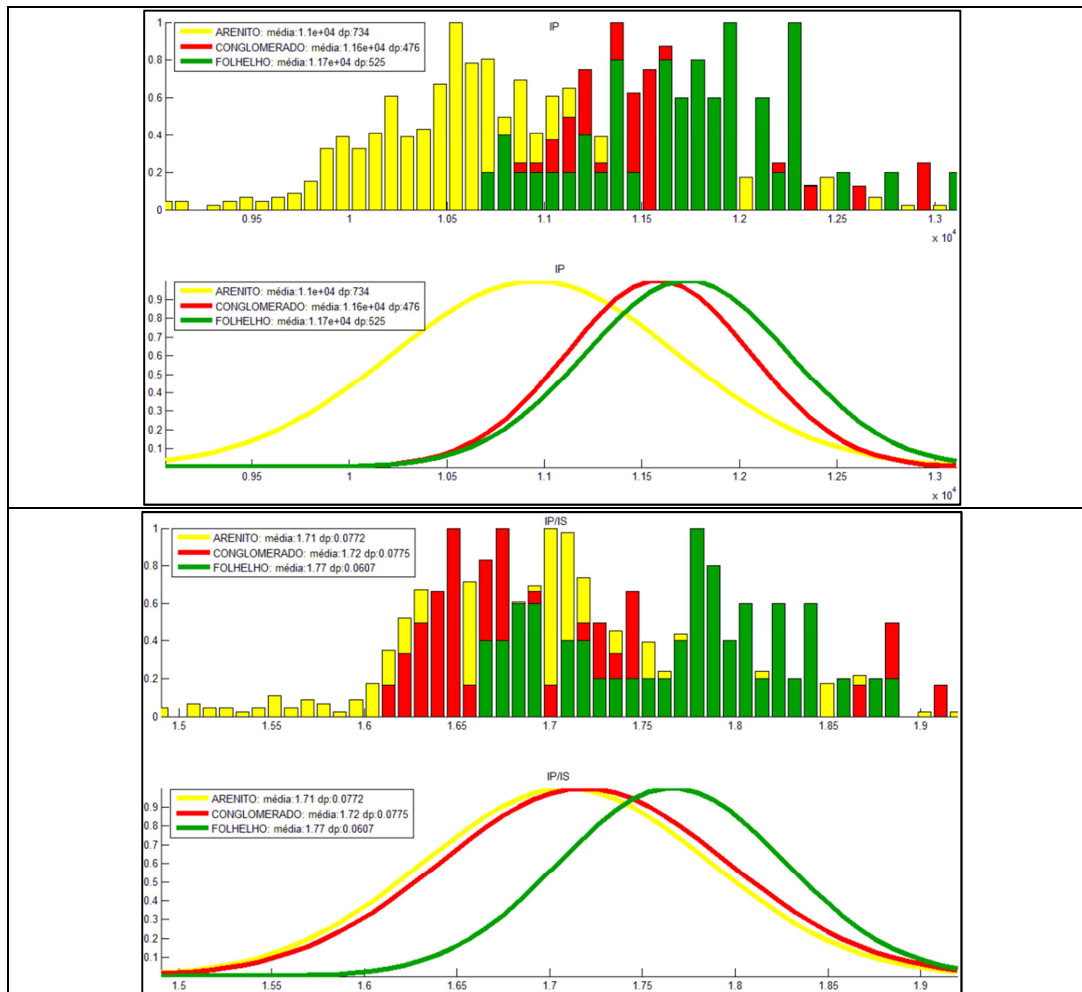 IP
ARENITO: média:1.1e+04 dp:734
CONGLOMERADO: média:1.16e+04 dp:476
FOLHELHO: média:1.17e+04 dp:525
1
0.8
0.6
0.4
0.2
0
0.95 1 1.05 1.1 1.15 1.2 1.25 1.3
x 10^4
IP
ARENITO: média:1.1e+04 dp:734
CONGLOMERADO: média:1.16e+04 dp:476
FOLHELHO: média:1.17e+04 dp:525
0.9
0.8
0.7
0.6
0.5
0.4
0.3
0.2
0.1
0.95 1 1.05 1.1 1.15 1.2 1.25 1.3
x 10^4
IP/IS
ARENITO: média:1.71 dp:0.0772
CONGLOMERADO: média:1.72 dp:0.0775
FOLHELHO: média:1.77 dp:0.0607
1
0.8
0.6
0.4
0.2
0
1.5 1.55 1.6 1.65 1.7 1.75 1.8 1.85 1.9
IP/IS
ARENITO: média:1.71 dp:0.0772
CONGLOMERADO: média:1.72 dp:0.0775
FOLHELHO: média:1.77 dp:0.0607
0.9
0.8
0.7
0.6
0.5
0.4
0.3
0.2
0.1
1.5 1.55 1.6 1.65 1.7 1.75 1.8 1.85 1.9